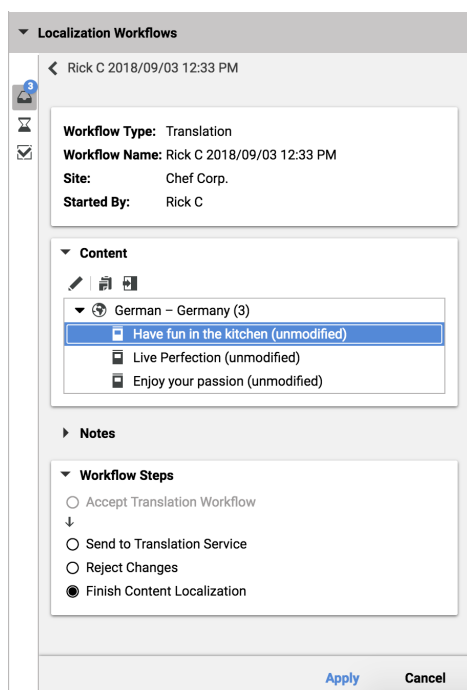 Localization Workflows
Rick C 2018/09/03 12:33 PM
3
Workflow Type: Translation
Workflow Name: Rick C 2018/09/03 12:33 PM
Site: Chef Corp.
Started By: Rick C
Content
German – Germany (3)
Have fun in the kitchen (unmodified)
Live Perfection (unmodified)
Enjoy your passion (unmodified)
Notes
Workflow Steps
Accept Translation Workflow
Send to Translation Service
Reject Changes
Finish Content Localization
Apply Cancel